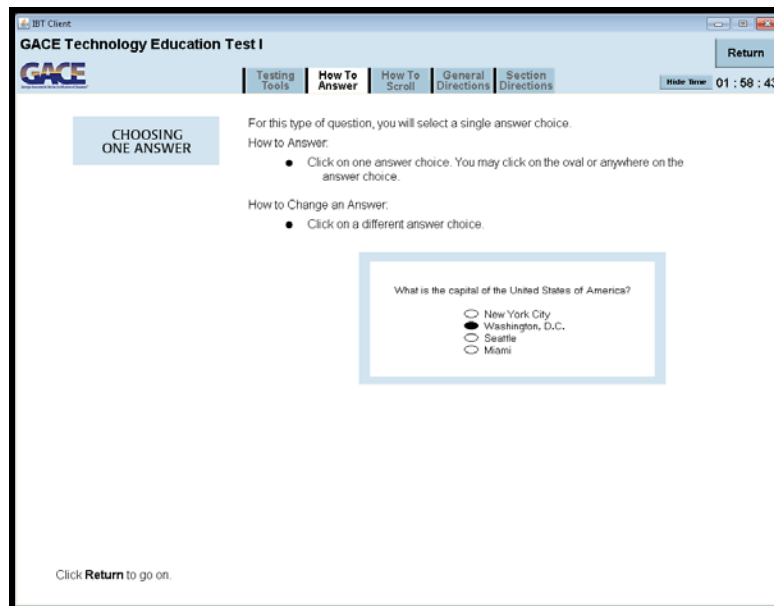 IBT Client
GACE Technology Education Test I
Return
GACE
Testing Tools
How To Answer
How To Scroll
General Directions
Section Directions
Hide Time
01 : 58 : 43
CHOOSING
ONE ANSWER
For this type of question, you will select a single answer choice.
How to Answer:
● Click on one answer choice. You may click on the oval or anywhere on the
answer choice.
How to Change an Answer:
● Click on a different answer choice.
What is the capital of the United States of America?
New York City
Washington, D.C.
Seattle
Miami
Click Return to go on.